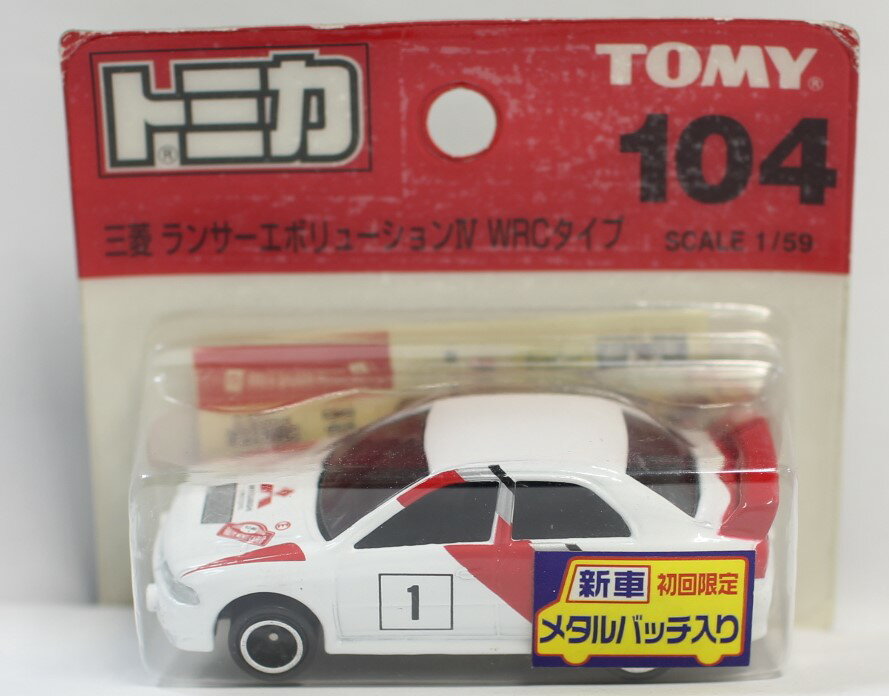 トミカ®
TOMY®
104
三菱 ランサーエボリューションⅣ WRCタイプ
SCALE 1/59
1
新車 初回限定
メタルバッチ入り